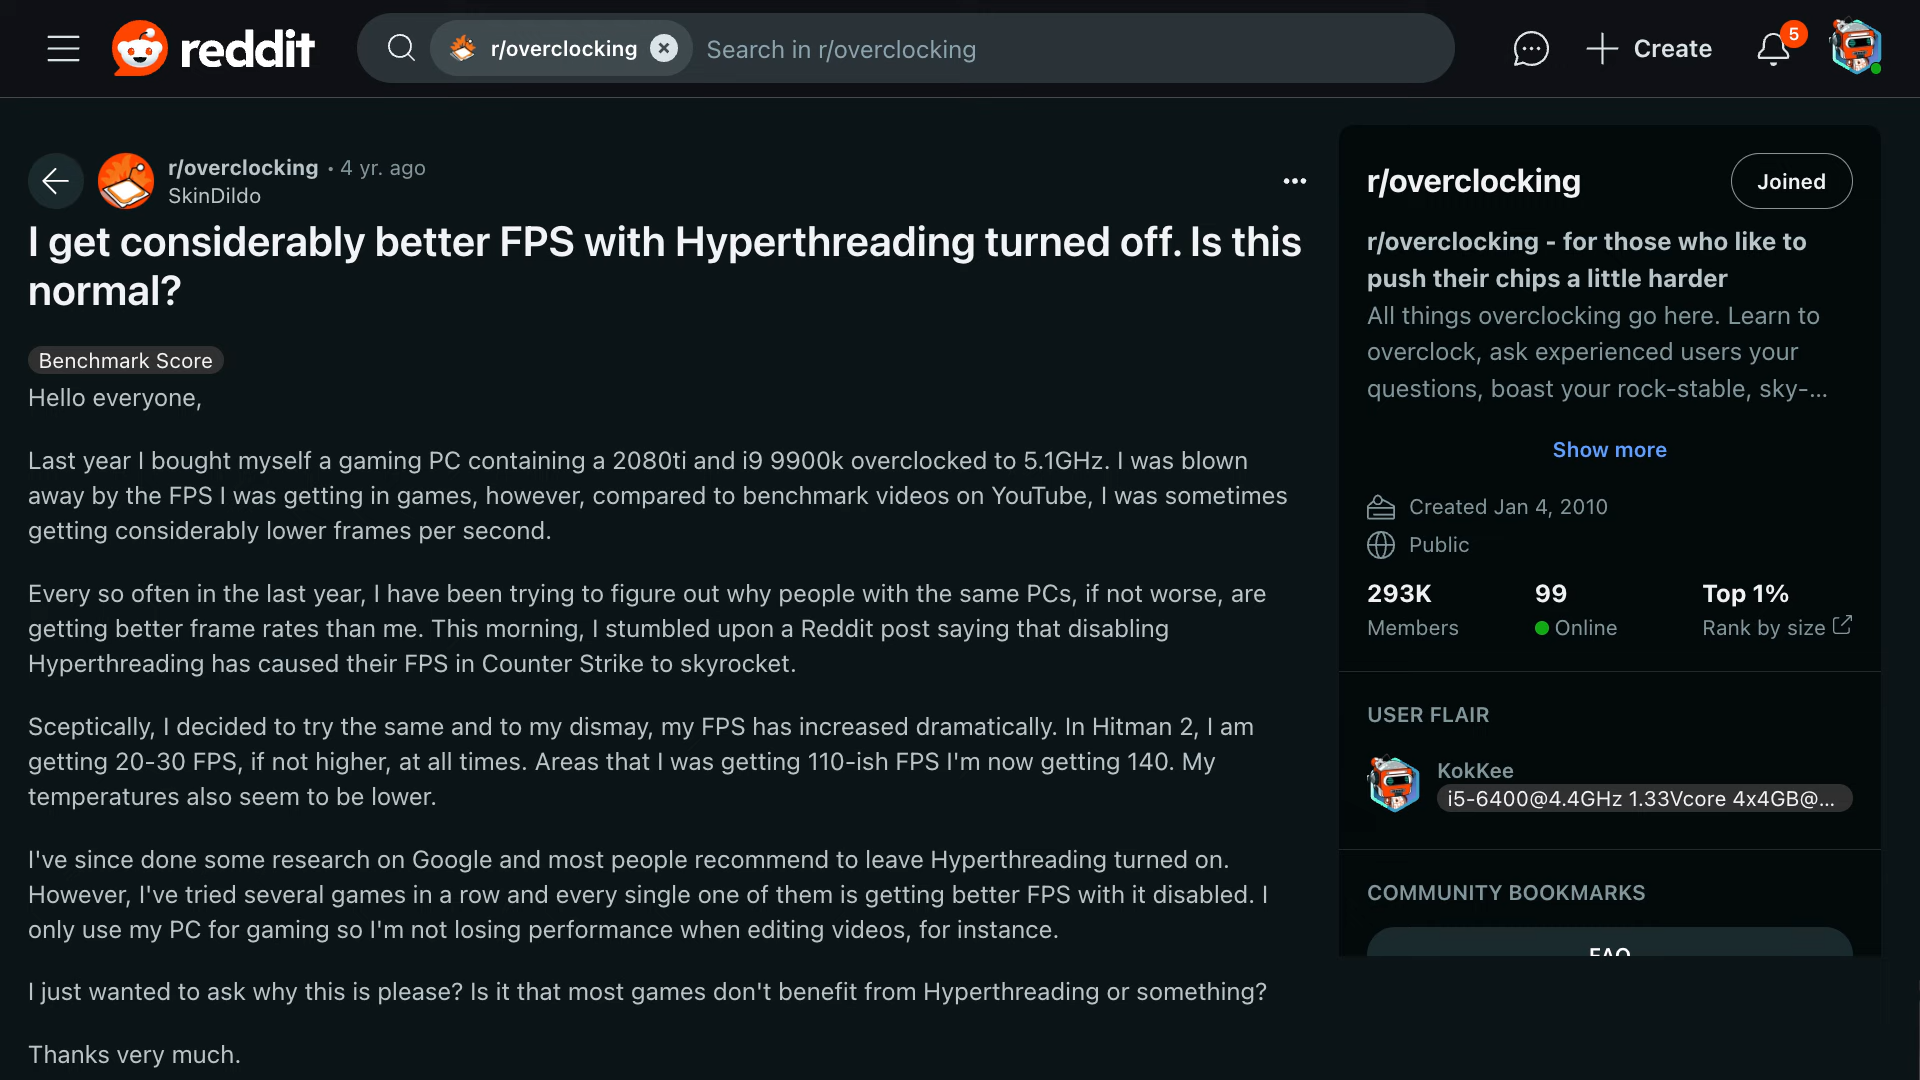 reddit
r/overclocking
Search in r/overclocking
Create
5
r/overclocking • 4 yr. ago
SkinDildo
I get considerably better FPS with Hyperthreading turned off. Is this
normal?
Benchmark Score
Hello everyone,
Last year I bought myself a gaming PC containing a 2080ti and i9 9900k overclocked to 5.1GHz. I was blown
away by the FPS I was getting in games, however, compared to benchmark videos on YouTube, I was sometimes
getting considerably lower frames per second.
Every so often in the last year, I have been trying to figure out why people with the same PCs, if not worse, are
getting better frame rates than me. This morning, I stumbled upon a Reddit post saying that disabling
Hyperthreading has caused their FPS in Counter Strike to skyrocket.
Sceptically, I decided to try the same and to my dismay, my FPS has increased dramatically. In Hitman 2, I am
getting 20-30 FPS, if not higher, at all times. Areas that I was getting 110-ish FPS I'm now getting 140. My
temperatures also seem to be lower.
I've since done some research on Google and most people recommend to leave Hyperthreading turned on.
However, I've tried several games in a row and every single one of them is getting better FPS with it disabled. I
only use my PC for gaming so I'm not losing performance when editing videos, for instance.
I just wanted to ask why this is please? Is it that most games don't benefit from Hyperthreading or something?
Thanks very much.
r/overclocking
Joined
r/overclocking - for those who like to
push their chips a little harder
All things overclocking go here. Learn to
overclock, ask experienced users your
questions, boast your rock-stable, sky-...
Show more
Created Jan 4, 2010
Public
293K 99 Top 1%
Members Online Rank by size
USER FLAIR
KokKee
i5-6400@4.4GHz 1.33Vcore 4x4GB@...
COMMUNITY BOOKMARKS
FAQ